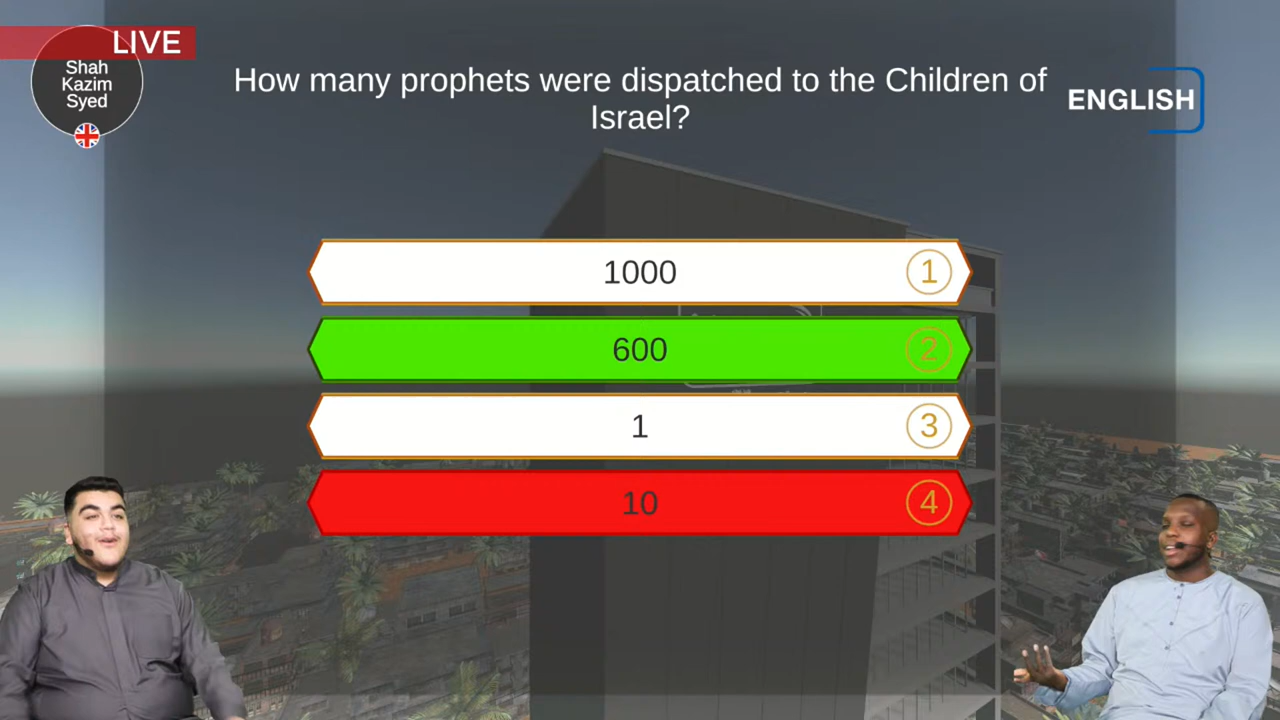 LIVE
Shah
Kazim
Syed
How many prophets were dispatched to the Children of
Israel?
ENGLISH
1000 1
600 2
1 3
10 4